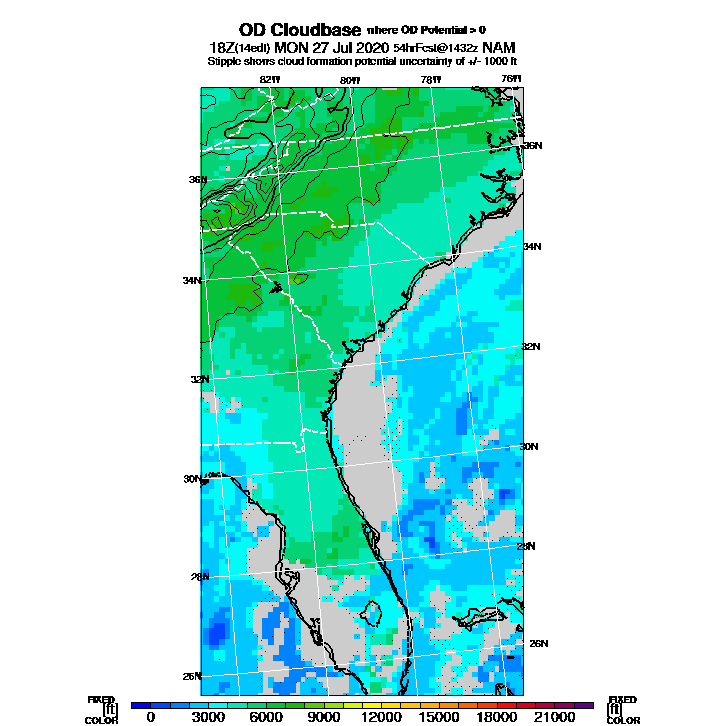 OD Cloudbase where OD Potential > 0
18Z(14edt) MON 27 Jul 2020 54hrFcst@1432z NAM
Stipple shows cloud formation potential uncertainty of +/- 1000 ft
82W 80W 78W 76W
36N 36N
34N 34N
32N 32N
30N 30N
28N 28N
26N 26N
FIXED FIXED
[ft] [ft]
COLOR COLOR
0 3000 6000 9000 12000 15000 18000 21000